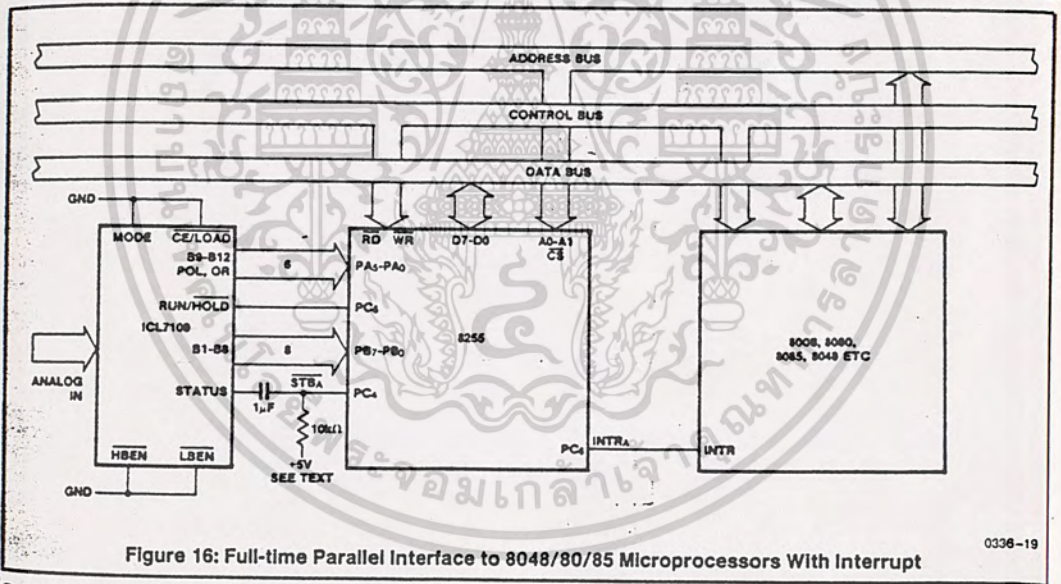 ADDRESS BUS
CONTROL BUS
DATA BUS
GND
MODE CE/LOAD
B9-B12
POL, OR
6
RUN/HOLD
ICL7109
B1-B8
8
ANALOG
IN
STATUS
1μF
STBA
10kΩ
+5V
SEE TEXT
HBEN LBEN
GND
RD WR D7-D0 A0-A1
CS
PA5-PA0
PC6
8255
PB7-PB0
PC4
PC6
INTRA
INTR
8008, 8080,
8085, 8048 ETC
0336-19
Figure 16: Full-time Parallel Interface to 8048/80/85 Microprocessors With Interrupt